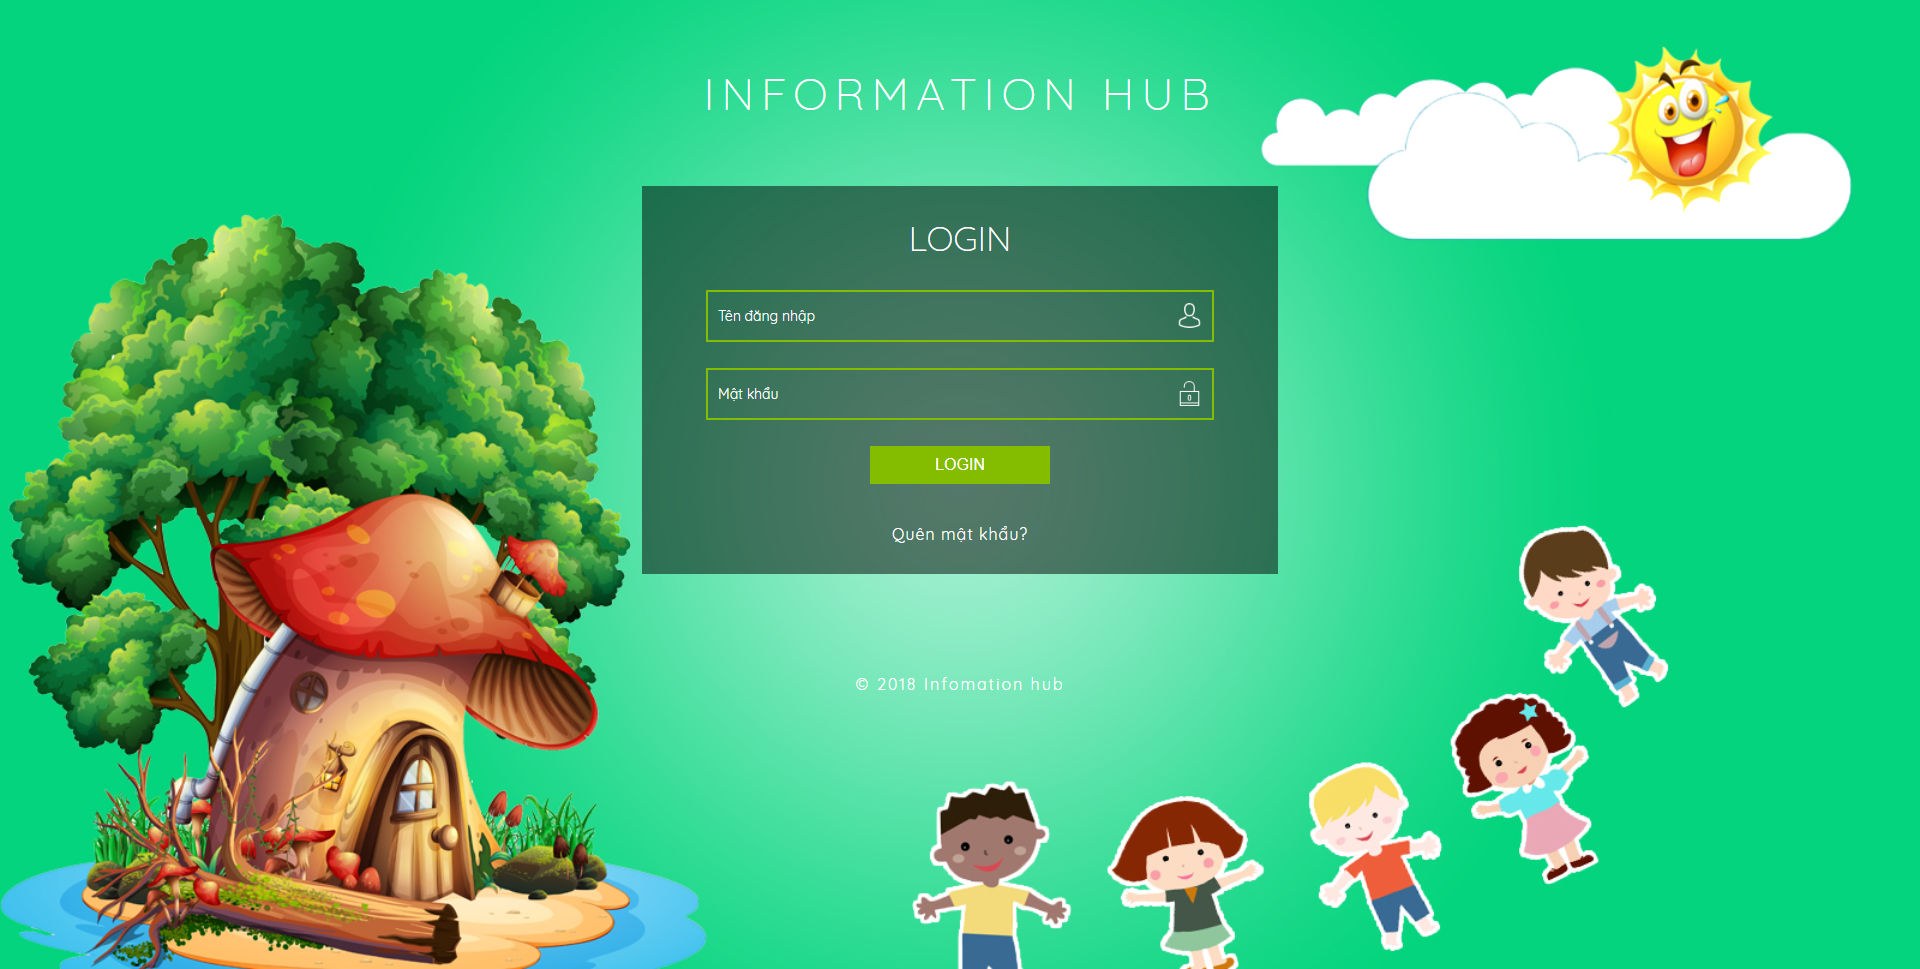 INFORMATION HUB
LOGIN
Tên đăng nhập
Mật khẩu
LOGIN
Quên mật khẩu?
© 2018 Infomation hub